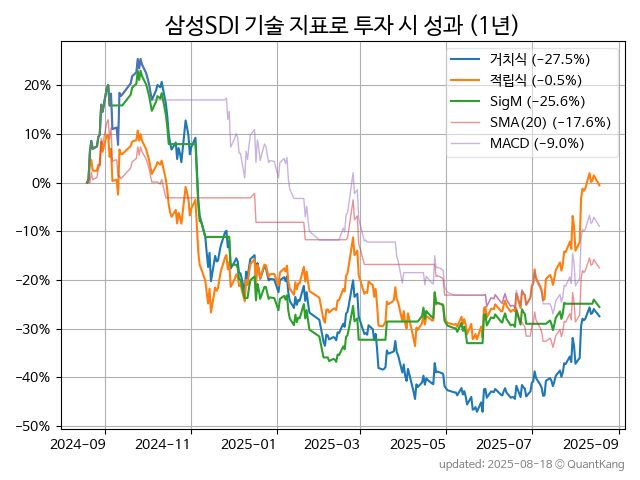 삼성SDI 기술 지표로 투자 시 성과 (1년)
거치식 (−27.5%)
적립식 (−0.5%)
SigM (−25.6%)
SMA(20) (−17.6%)
MACD (−9.0%)
20%
10%
0%
−10%
−20%
−30%
−40%
−50%
2024-09 2024-11 2025-01 2025-03 2025-05 2025-07 2025-09
updated: 2025-08-18 © QuantKang